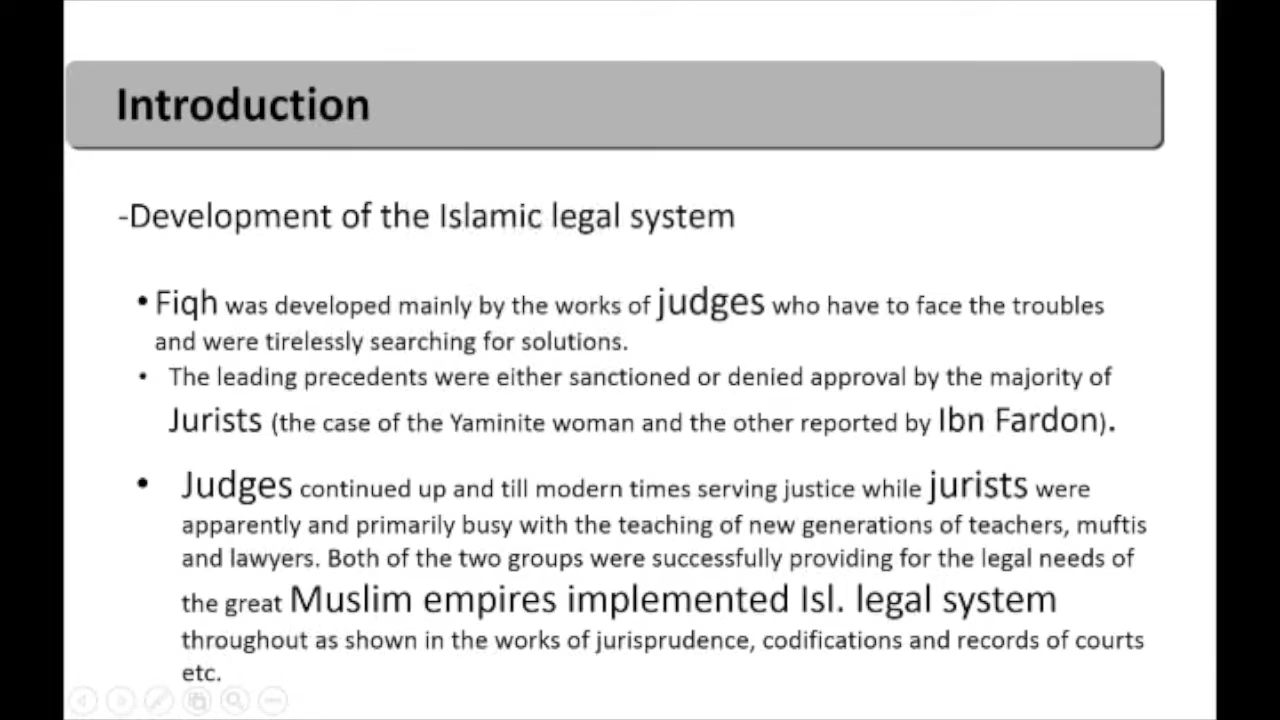 Introduction
-Development of the Islamic legal system
• Fiqh was developed mainly by the works of judges who have to face the troubles
and were tirelessly searching for solutions.
• The leading precedents were either sanctioned or denied approval by the majority of
Jurists (the case of the Yaminite woman and the other reported by Ibn Fardon).
• Judges continued up and till modern times serving justice while jurists were
apparently and primarily busy with the teaching of new generations of teachers, muftis
and lawyers. Both of the two groups were successfully providing for the legal needs of
the great Muslim empires implemented Isl. legal system
throughout as shown in the works of jurisprudence, codifications and records of courts
etc.